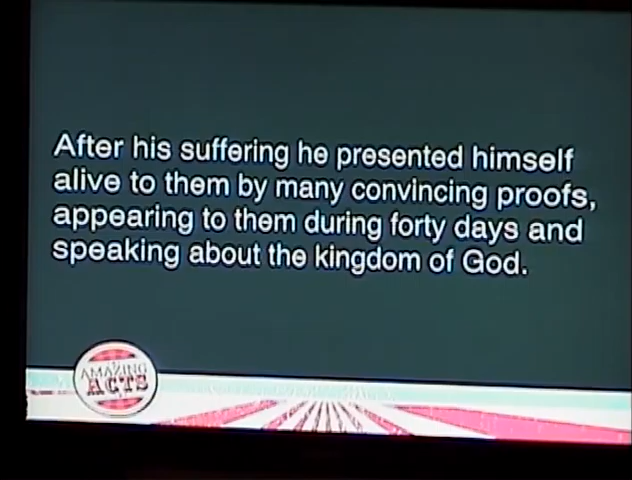 After his suffering he presented himself
alive to them by many convincing proofs,
appearing to them during forty days and
speaking about the kingdom of God.
AMAZING
ACTS